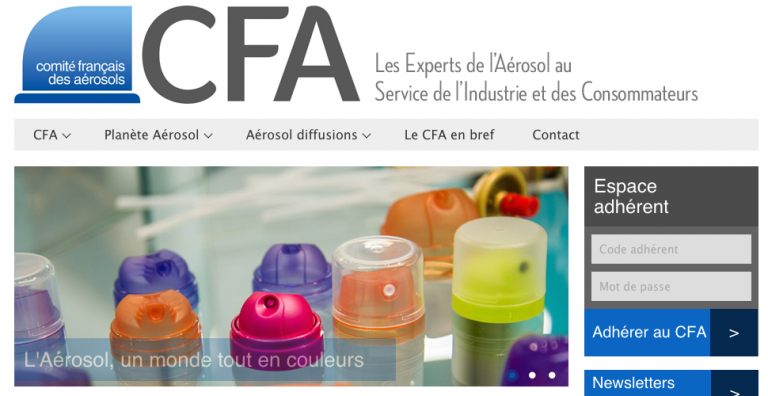 comité français
des aérosols
CFA
Les Experts de l'Aérosol au
Service de l'Industrie et des Consommateurs
CFA Planète Aérosol Aérosol diffusions Le CFA en bref Contact
L'Aérosol, un monde tout en couleurs
Espace
adhérent
Code adhérent
Mot de passe
Adhérer au CFA >
Newsletters >